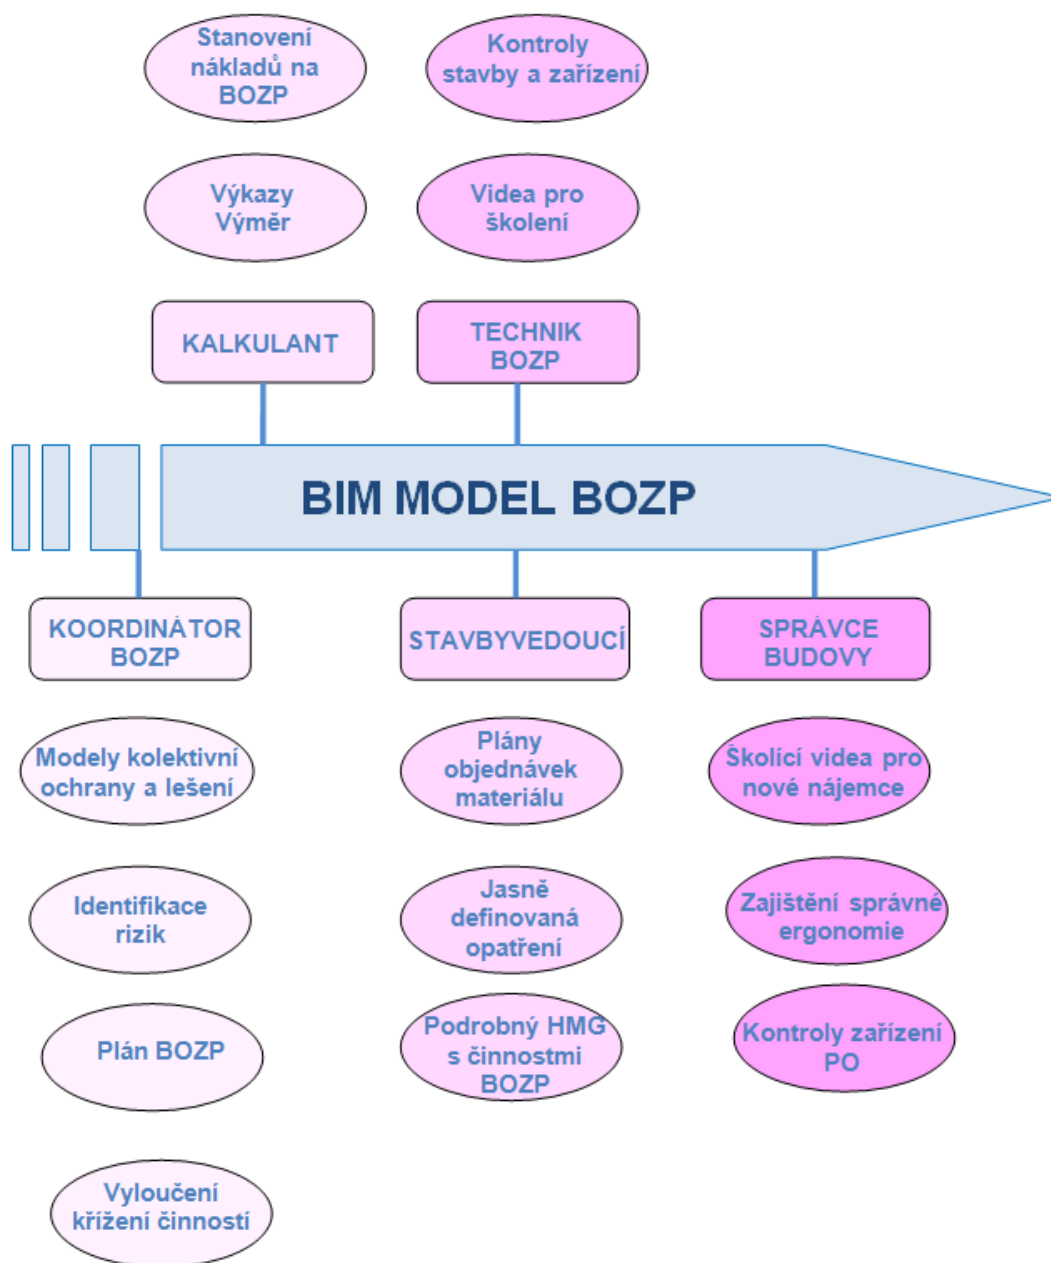 Stanovení
nákladů na
BOZP
Kontroly
stavby a zařízení
Výkazy
Výměr
Videa pro
školení
KALKULANT
TECHNIK
BOZP
BIM MODEL BOZP
KOORDINÁTOR
BOZP
STAVBYVEDOUCÍ
SPRÁVCE
BUDOVY
Modely kolektivní
ochrany a lešení
Plány
objednávek
materiálu
Školící videa pro
nové nájemce
Identifikace
rizik
Jasně
definovaná
opatření
Zajištění správné
ergonomie
Plán BOZP
Podrobný HMG
s činnostmi
BOZP
Kontroly zařízení
PO
Vyloučení
křížení činností